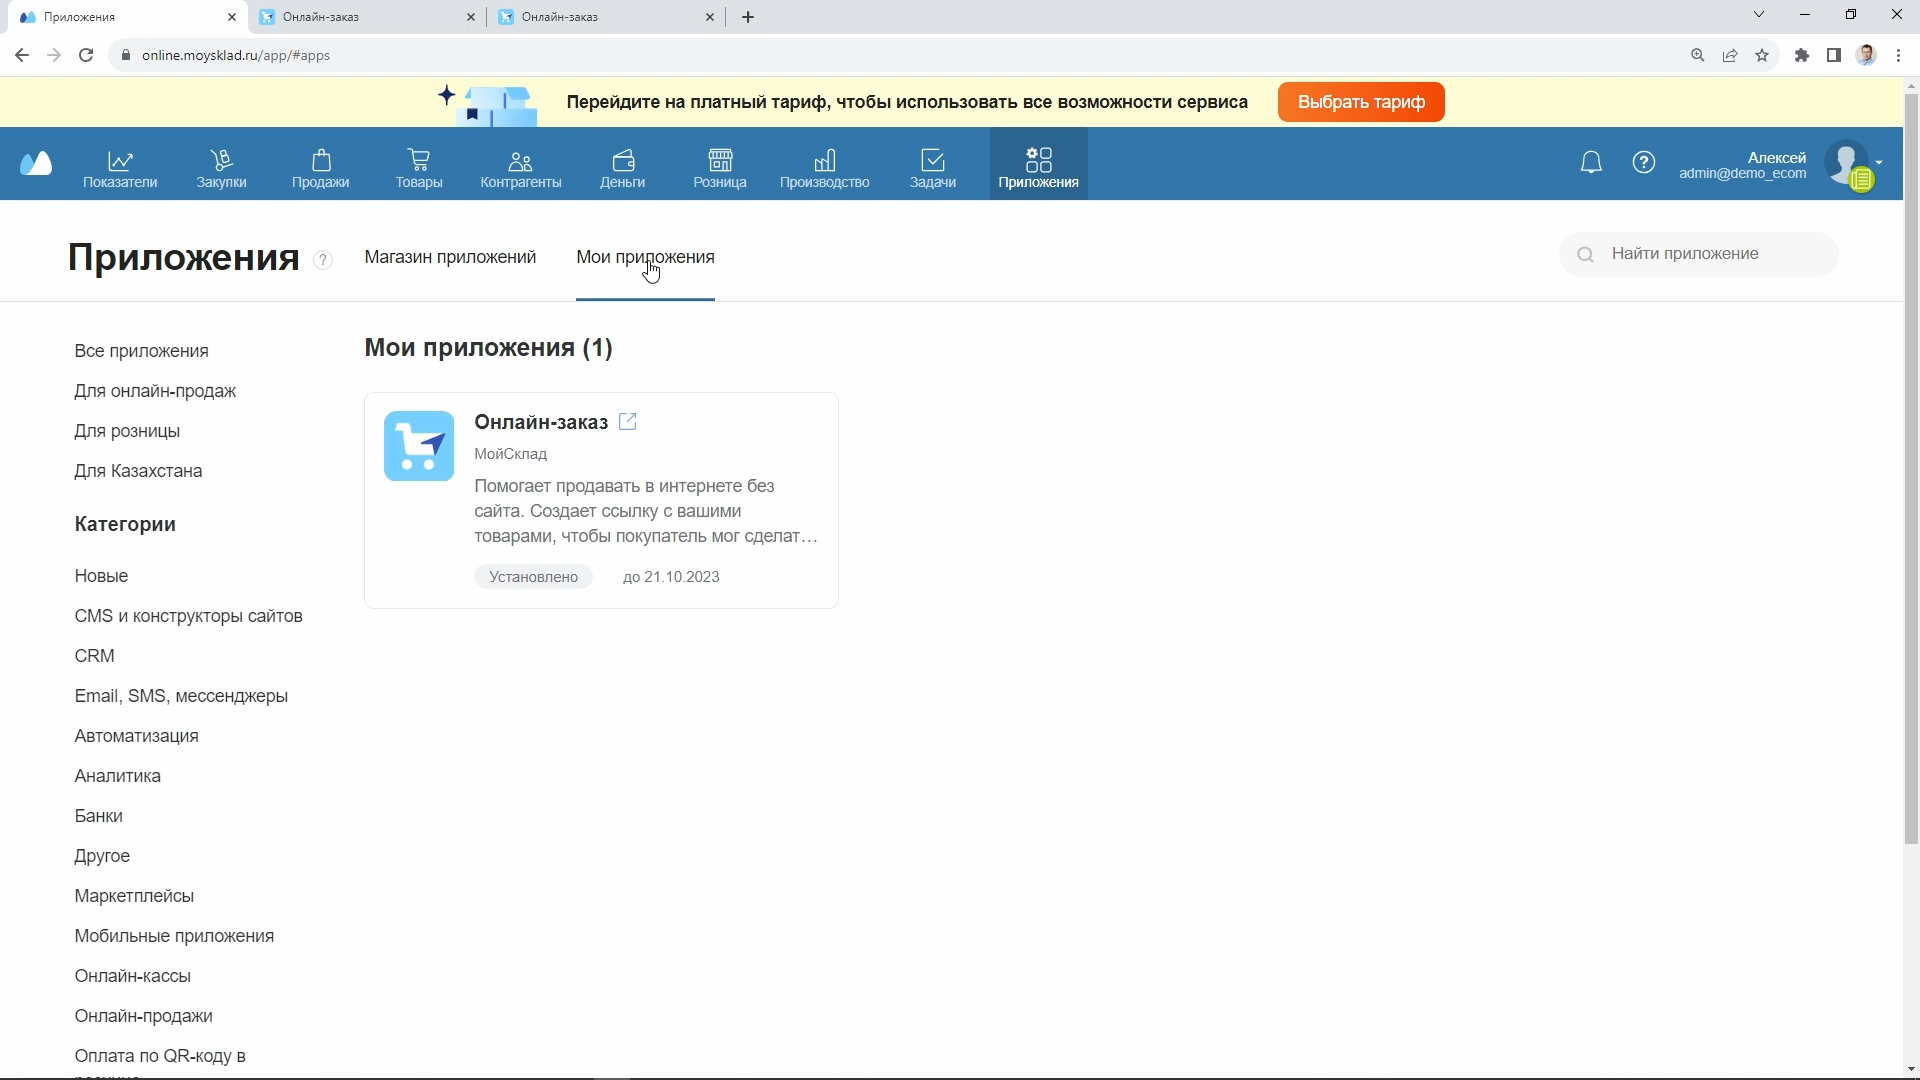 Приложения
Онлайн-заказ
Онлайн-заказ
online.moysklad.ru/app/#apps
Перейдите на платный тариф, чтобы использовать все возможности сервиса
Выбрать тариф
Показатели
Закупки
Продажи
Товары
Контрагенты
Деньги
Розница
Производство
Задачи
Приложения
?
Алексей
admin@demo_ecom
Приложения
?
Магазин приложений
Мои приложения
Найти приложение
Все приложения
Для онлайн-продаж
Для розницы
Для Казахстана
Категории
Новые
CMS и конструкторы сайтов
CRM
Email, SMS, мессенджеры
Автоматизация
Аналитика
Банки
Другое
Маркетплейсы
Мобильные приложения
Онлайн-кассы
Онлайн-продажи
Оплата по QR-коду в
Мои приложения (1)
Онлайн-заказ
МойСклад
Помогает продавать в интернете без
сайта. Создает ссылку с вашими
товарами, чтобы покупатель мог сделат...
Установлено
до 21.10.2023